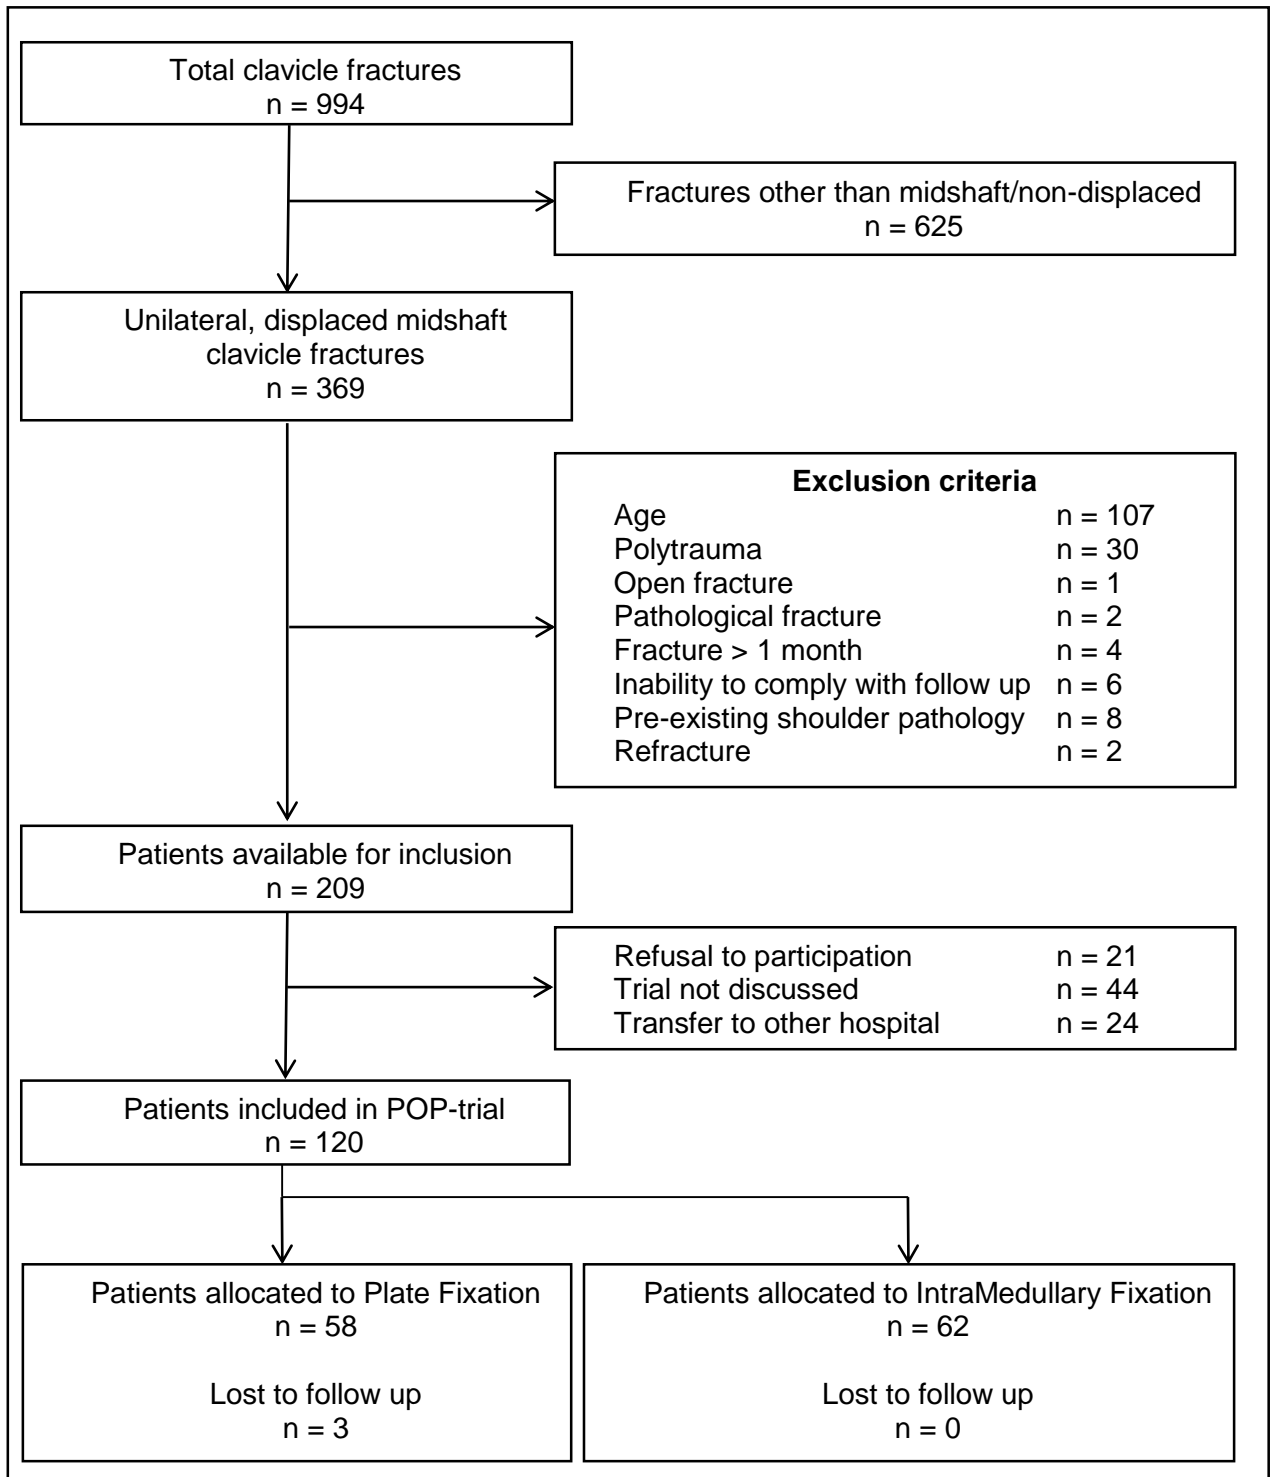 Total clavicle fractures
n = 994
Fractures other than midshaft/non-displaced
n = 625
Unilateral, displaced midshaft
clavicle fractures
n = 369
Exclusion criteria
Age n = 107
Polytrauma n = 30
Open fracture n = 1
Pathological fracture n = 2
Fracture > 1 month n = 4
Inability to comply with follow up n = 6
Pre-existing shoulder pathology n = 8
Refracture n = 2
Patients available for inclusion
n = 209
Refusal to participation n = 21
Trial not discussed n = 44
Transfer to other hospital n = 24
Patients included in POP-trial
n = 120
Patients allocated to Plate Fixation
n = 58
Lost to follow up
n = 3
Patients allocated to IntraMedullary Fixation
n = 62
Lost to follow up
n = 0